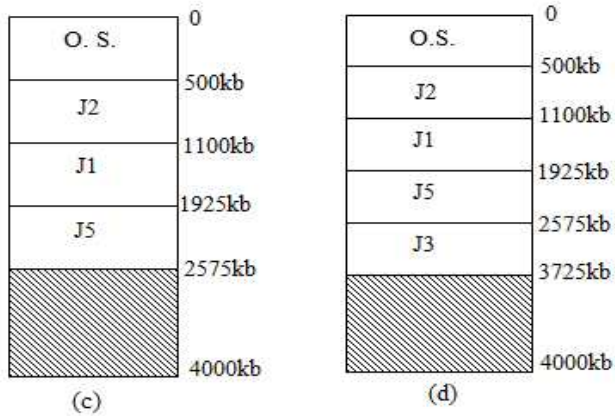 0
O. S.
500kb
J2
1100kb
J1
1925kb
J5
2575kb
4000kb
(c)
0
O.S.
500kb
J2
1100kb
J1
1925kb
J5
2575kb
J3
3725kb
4000kb
(d)